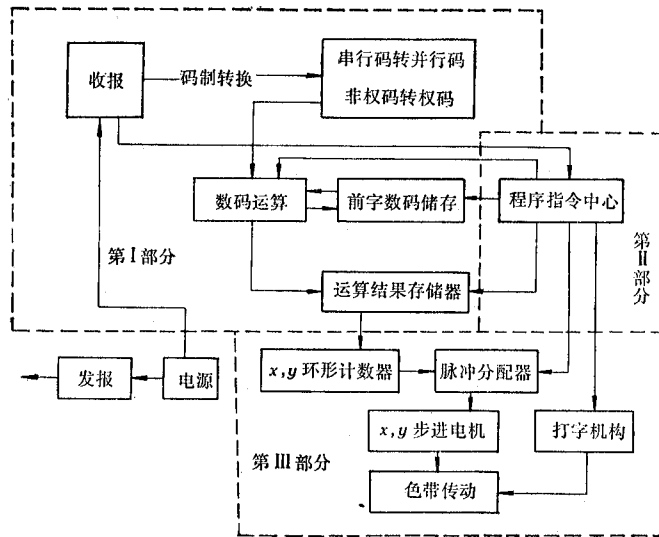 收报
码制转换
串行码转并行码
非权码转权码
数码运算
前字数码储存
程序指令中心
第Ⅰ部分
第Ⅱ部分
运算结果存储器
发报
电源
x,y 环形计数器
脉冲分配器
x,y 步进电机
打字机构
第Ⅲ部分
色带传动